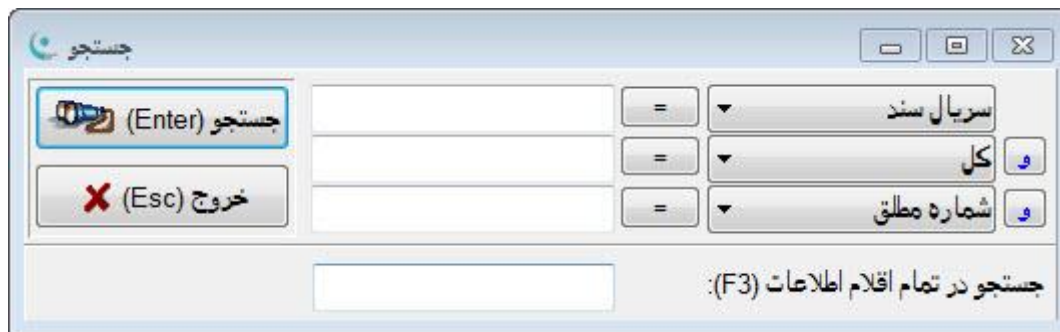 جستجو
سریال سند = جستجو (Enter)
و کل =
و شماره مطلق = خروج (Esc)
جستجو در تمام اقلام اطلاعات (F3):